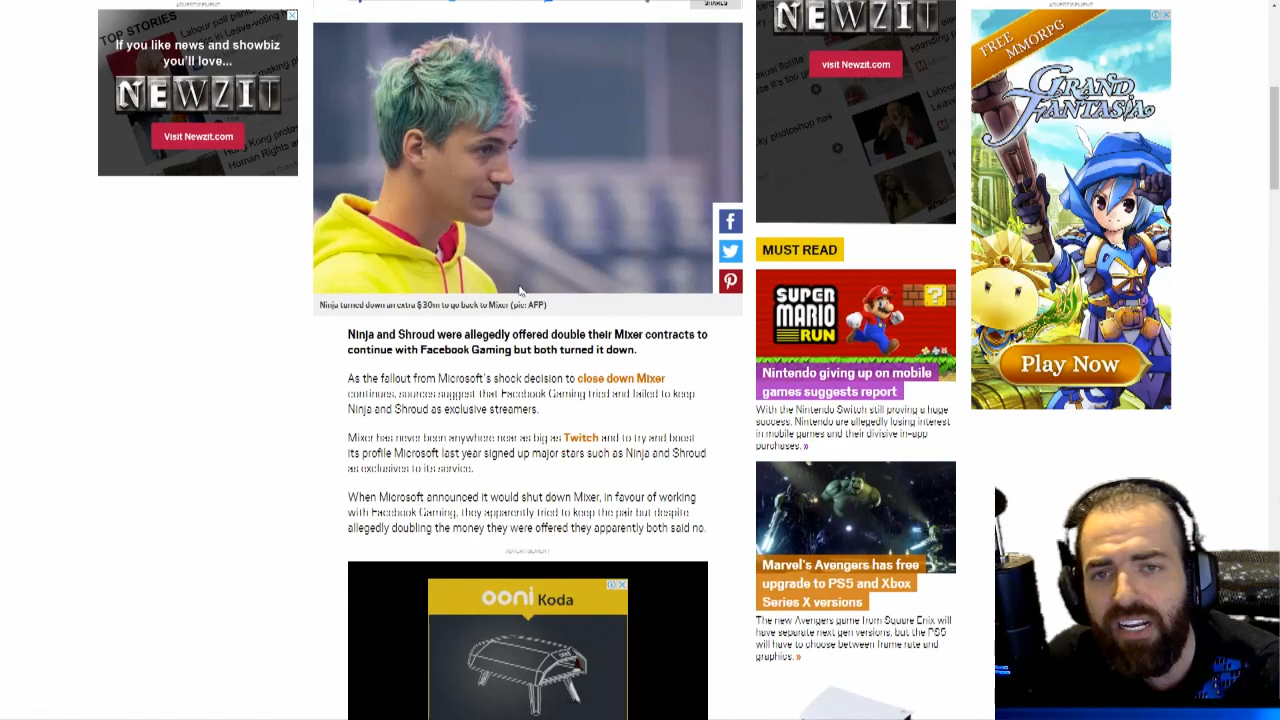 ADVERTISEMENT
TOP STORIES
If you like news and showbiz
you'll love...
NEWZIT
Visit Newzit.com
SHARES
Ninja turned down an extra $30m to go back to Mixer (pic: AFP)
Ninja and Shroud were allegedly offered double their Mixer contracts to
continue with Facebook Gaming but both turned it down.
As the fallout from Microsoft's shock decision to close down Mixer
continues, sources suggest that Facebook Gaming tried and failed to keep
Ninja and Shroud as exclusive streamers.
Mixer has never been anywhere near as big as Twitch and to try and boost
its profile Microsoft last year signed up major stars such as Ninja and Shroud
as exclusives to its service.
When Microsoft announced it would shut down Mixer, in favour of working
with Facebook Gaming, they apparently tried to keep the pair but despite
allegedly doubling the money they were offered they apparently both said no.
ADVERTISEMENT
ooni Koda
NEWZIT
visit Newzit.com
MUST READ
SUPER
MARIO
RUN
Nintendo giving up on mobile
games suggests report
With the Nintendo Switch still proving a huge
success, Nintendo are allegedly losing interest
in mobile games and their divisive in-app
purchases. »
Marvel's Avengers has free
upgrade to PS5 and Xbox
Series X versions
The new Avengers game from Square Enix will
have separate next gen versions, but the PS5
will have to choose between frame rate and
graphics. »
ADVERTISEMENT
FREE
MMORPG
GRAND
FANTASIA
Play Now